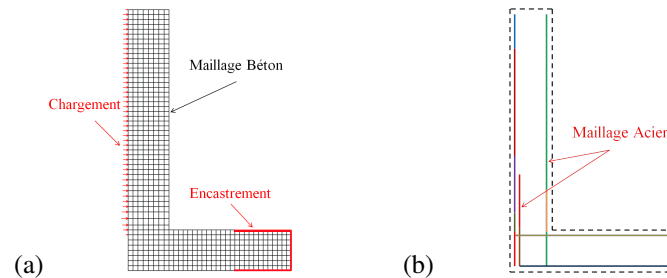 Maillage Béton
Chargement
Encastrement
(a)
Maillage Acier
(b)